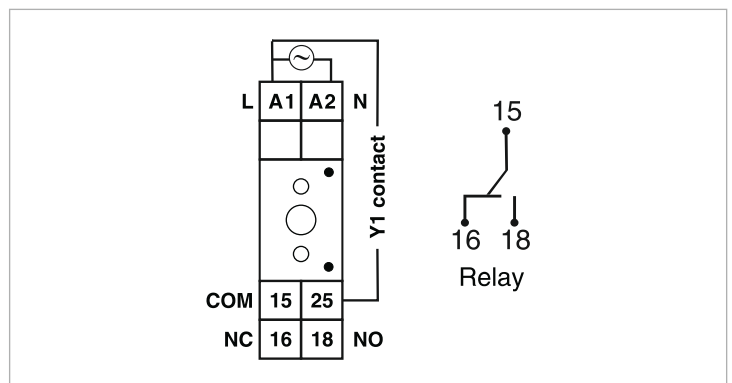 ~
L A1 A2 N
Y1 contact
COM 15 25
NC 16 18 NO
15
16 18
Relay